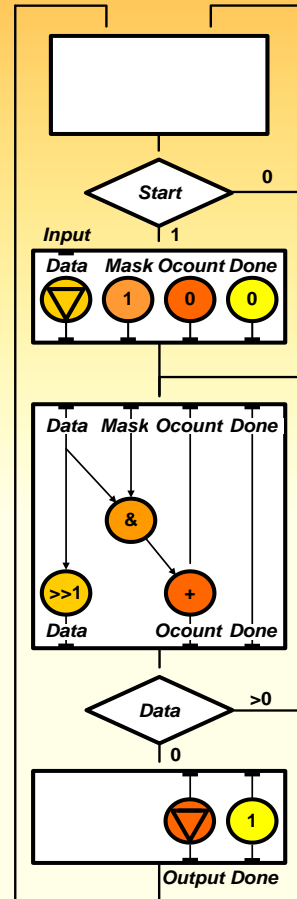 Start
0
1
Input
Data Mask Ocount Done
1 0 0
Data Mask Ocount Done
&
>>1 +
Data Ocount Done
Data
>0
0
1
Output Done